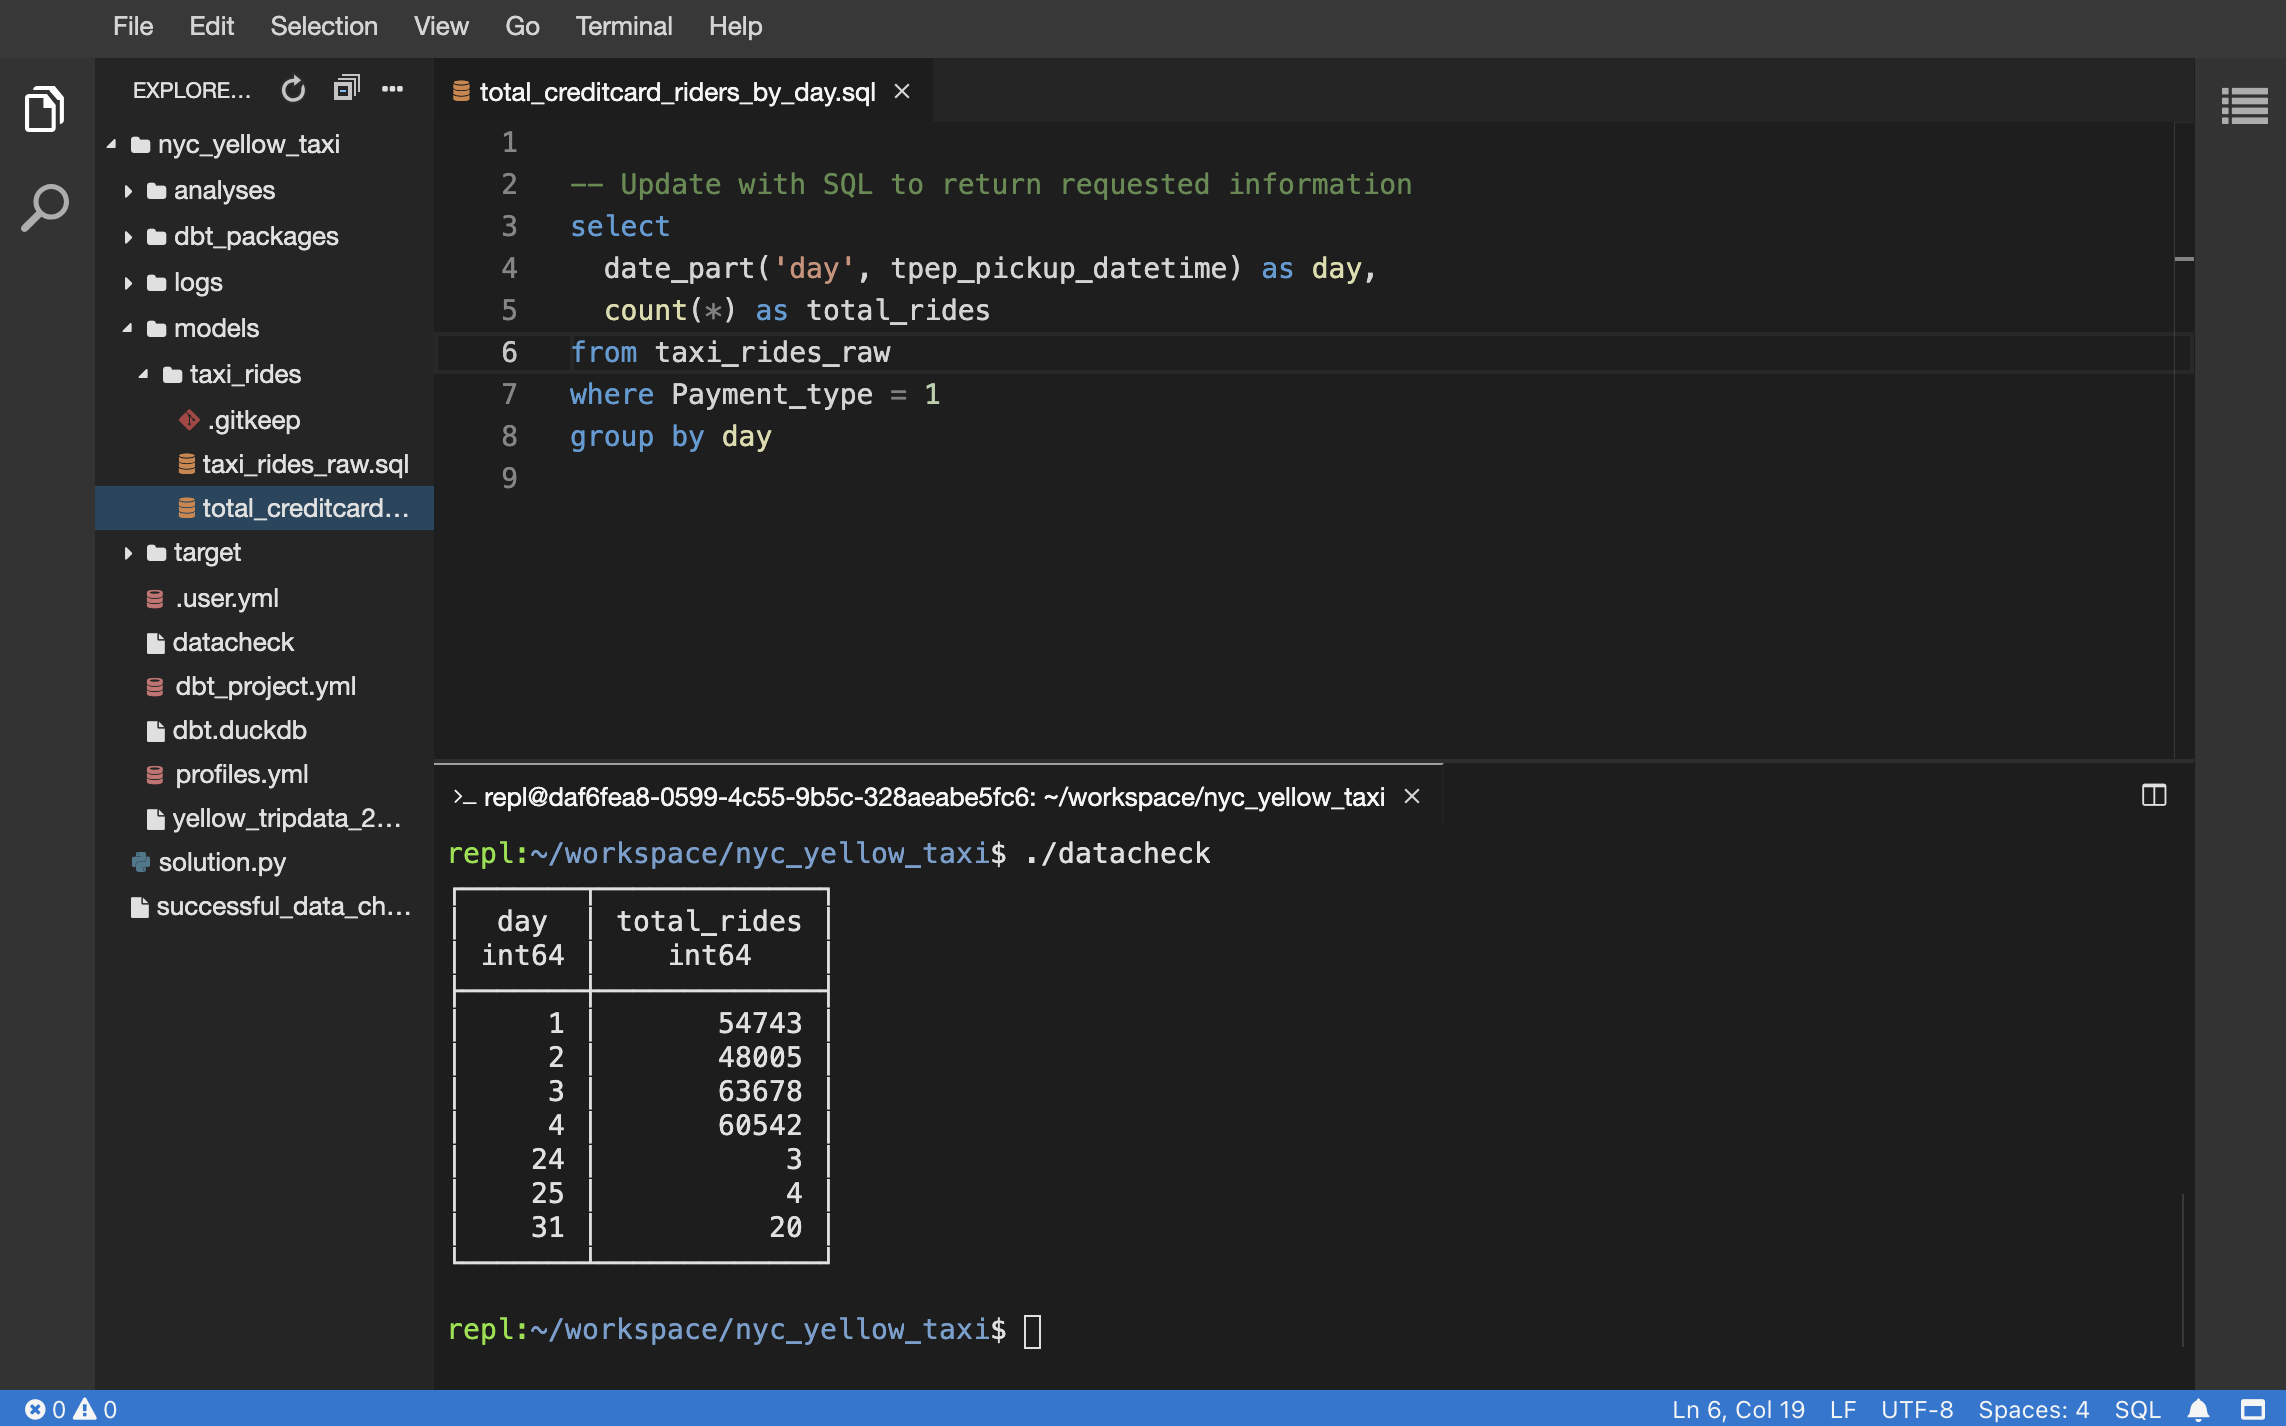 File Edit Selection View Go Terminal Help
EXPLORE...
nyc_yellow_taxi
analyses
dbt_packages
logs
models
taxi_rides
.gitkeep
taxi_rides_raw.sql
total_creditcard...
target
.user.yml
datacheck
dbt_project.yml
dbt.duckdb
profiles.yml
yellow_tripdata_2...
solution.py
successful_data_ch...
total_creditcard_riders_by_day.sql
1
2 -- Update with SQL to return requested information
3 select
4 date_part('day', tpep_pickup_datetime) as day,
5 count(*) as total_rides
6 from taxi_rides_raw
7 where Payment_type = 1
8 group by day
9
repl@daf6fea8-0599-4c55-9b5c-328aeabe5fc6: ~/workspace/nyc_yellow_taxi
repl:~/workspace/nyc_yellow_taxi$ ./datacheck
day total_rides
int64 int64
1 54743
2 48005
3 63678
4 60542
24 3
25 4
31 20
repl:~/workspace/nyc_yellow_taxi$
0 0 Ln 6, Col 19 LF UTF-8 Spaces: 4 SQL